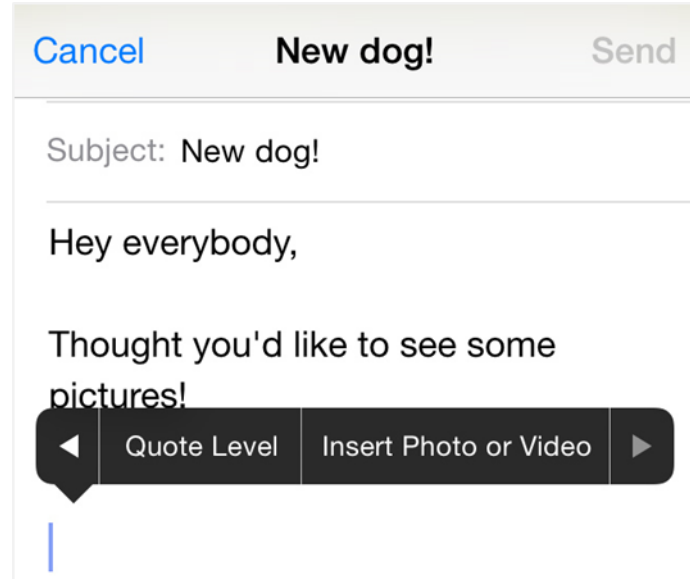 Cancel New dog! Send
Subject: New dog!
Hey everybody,
Thought you'd like to see some
pictures!
Quote Level Insert Photo or Video